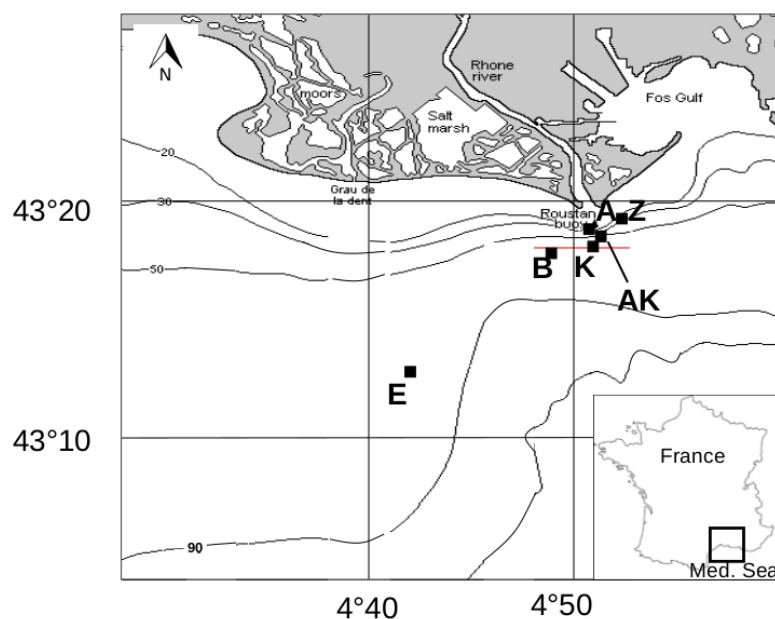 N
moors
Rhone
river
Fos Gulf
Salt
marsh
20
Grau de
la dent
30
43°20
Roustan
buoy
A
Z
50
B
K
AK
E
43°10
France
90
Med. Sea
4°40
4°50